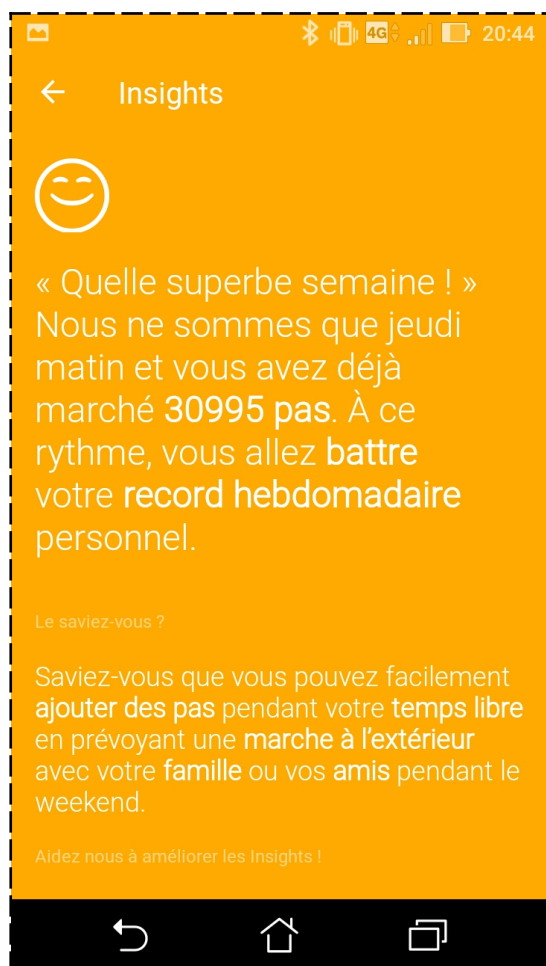 4G 20:44
Insights
« Quelle superbe semaine ! »
Nous ne sommes que jeudi
matin et vous avez déjà
marché 30995 pas. À ce
rythme, vous allez battre
votre record hebdomadaire
personnel.
Le saviez-vous ?
Saviez-vous que vous pouvez facilement
ajouter des pas pendant votre temps libre
en prévoyant une marche à l'extérieur
avec votre famille ou vos amis pendant le
weekend.
Aidez nous à améliorer les Insights !